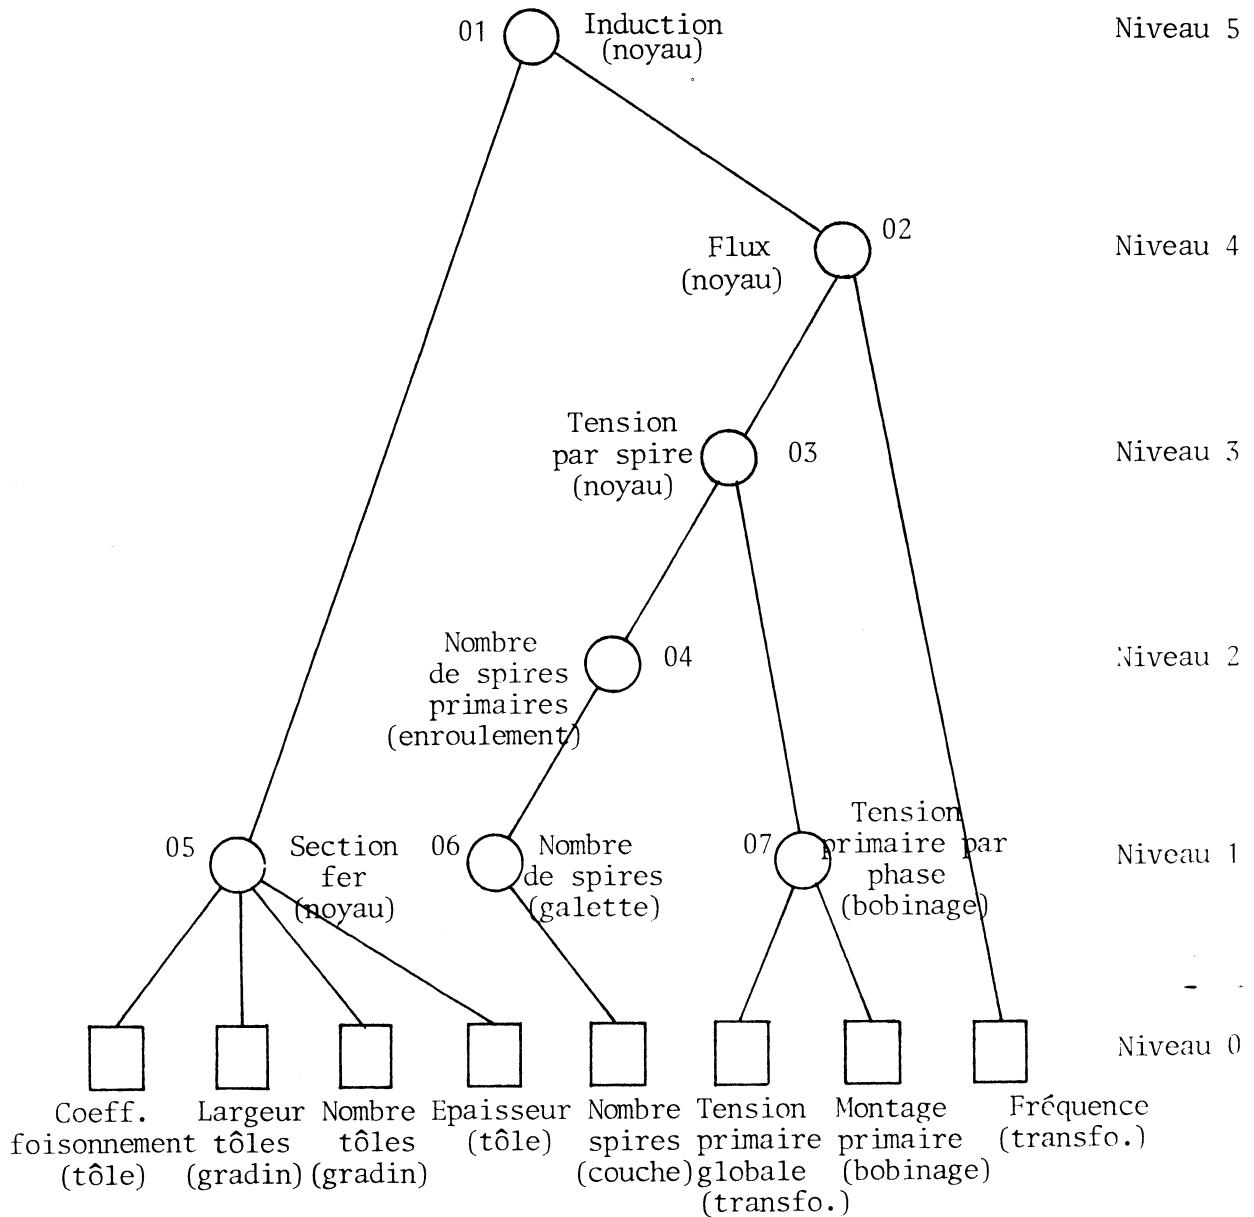 01
Induction
(noyau)
Niveau 5
02
Flux
(noyau)
Niveau 4
Tension
par spire
(noyau)
03
Niveau 3
Nombre
de spires
primaires
(enroulement)
04
Niveau 2
05
Section
fer
(noyau)
06
Nombre
de spires
(galette)
07
Tension
primaire par
phase
(bobinage)
Niveau 1
Niveau 0
Coeff.
foisonnement
(tôle)
Largeur
tôles
(gradin)
Nombre
tôles
(gradin)
Epaisseur
(tôle)
Nombre
spires
(couche)
Tension
primaire
globale
(transfo.)
Montage
primaire
(bobinage)
Fréquence
(transfo.)